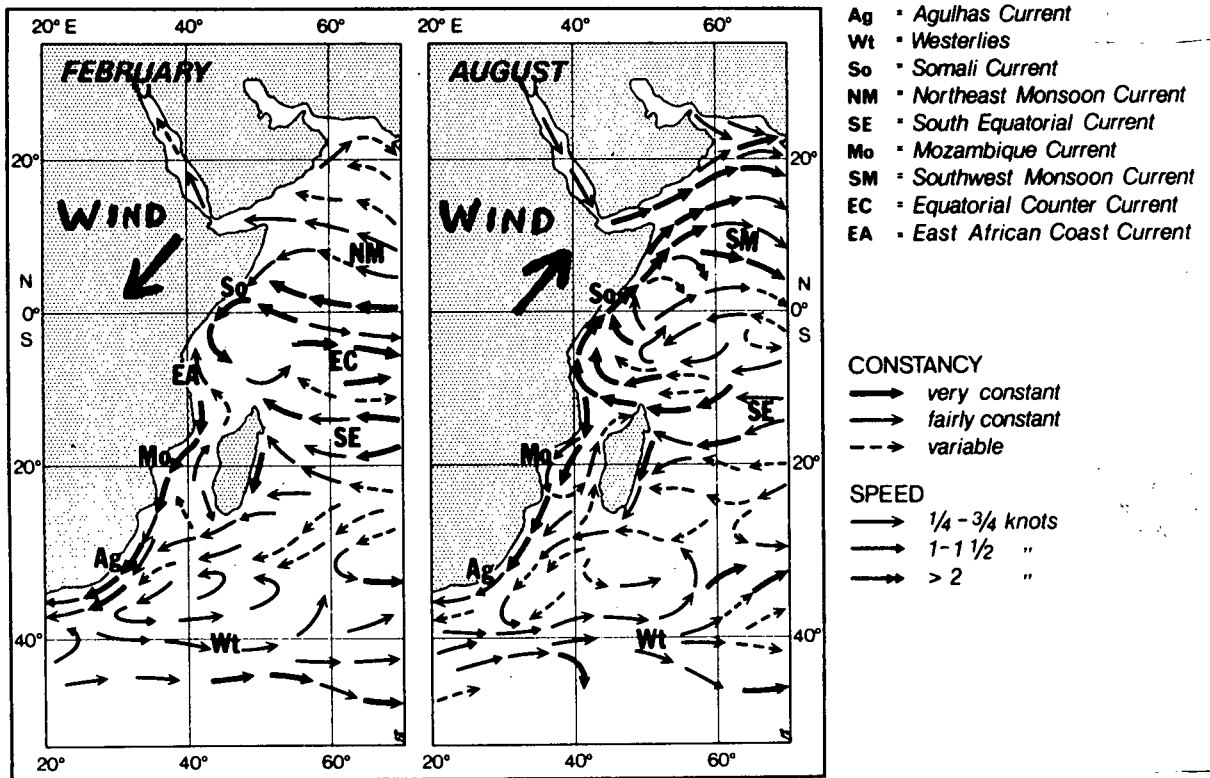 20° E 40° 60°
FEBRUARY
20°
WIND
NM
So
N
0°
S
EA
EC
SE
Mo
20°
Ag
40°
Wt
20° 40° 60°
20° E 40° 60°
AUGUST
20°
WIND
SM
So
N
0°
S
SE
Mo
20°
Ag
Wt
40°
20° 40° 60°
Ag = Agulhas Current
Wt = Westerlies
So = Somali Current
NM = Northeast Monsoon Current
SE = South Equatorial Current
Mo = Mozambique Current
SM = Southwest Monsoon Current
EC = Equatorial Counter Current
EA = East African Coast Current
CONSTANCY
very constant
fairly constant
variable
SPEED
1/4 - 3/4 knots
1-1 1/2 "
> 2 "